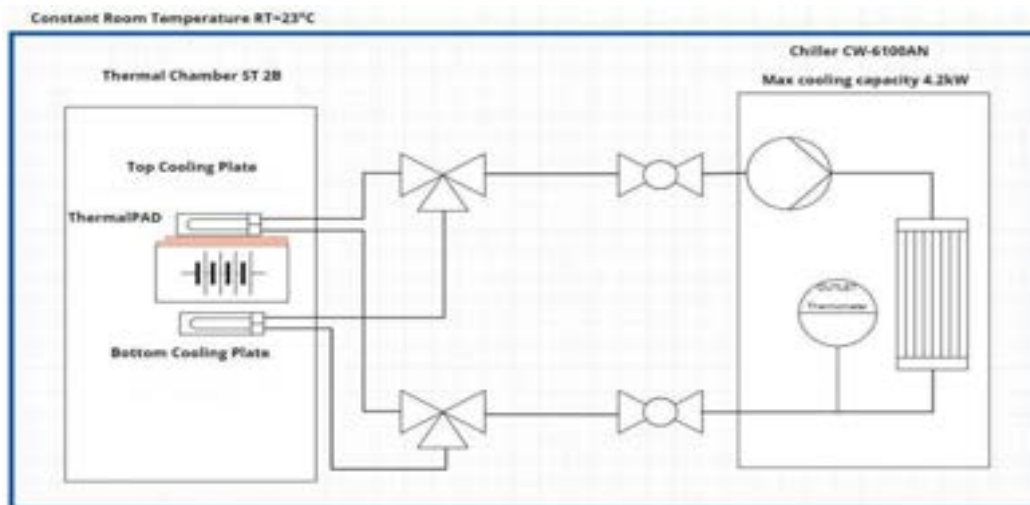 Constant Room Temperature RT=23°C
Chiller CW-6100AN
Thermal Chamber ST 2B
Max cooling capacity 4.2kW
Top Cooling Plate
ThermalPAD
OUTLET
Thermometer
Bottom Cooling Plate